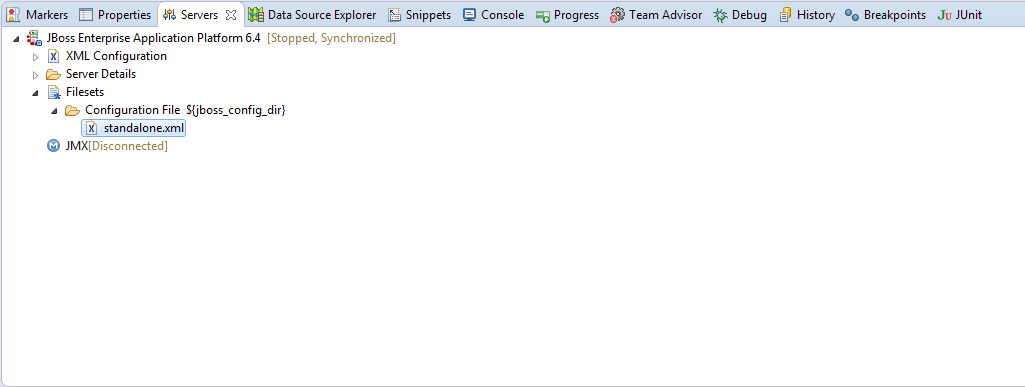 Markers Properties Servers Data Source Explorer Snippets Console Progress Team Advisor Debug History Breakpoints JUnit
JBoss Enterprise Application Platform 6.4 [Stopped, Synchronized]
XML Configuration
Server Details
Filesets
Configuration File ${jboss_config_dir}
standalone.xml
JMX[Disconnected]